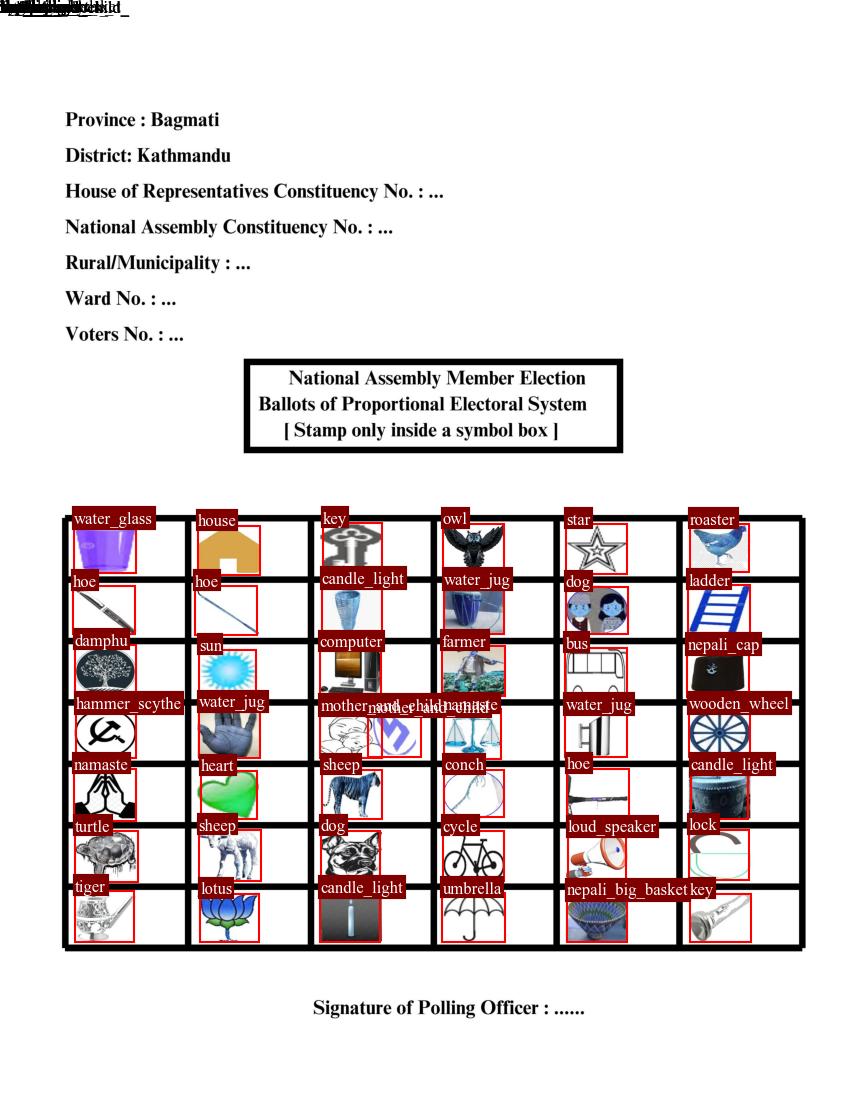 Province : Bagmati
District: Kathmandu
House of Representatives Constituency No. : ...
National Assembly Constituency No. : ...
Rural/Municipality : ...
Ward No. : ...
Voters No. : ...
National Assembly Member Election
Ballots of Proportional Electoral System
[ Stamp only inside a symbol box ]
water_glass house key owl star roaster
hoe hoe candle_light water_jug dog ladder
damphu sun computer farmer bus nepali_cap
hammer_scythe water_jug mother_and_child mother_and_child namaste water_jug wooden_wheel
namaste heart sheep conch hoe candle_light
turtle sheep dog cycle loud_speaker lock
tiger lotus candle_light umbrella nepali_big_basket key
Signature of Polling Officer : ......